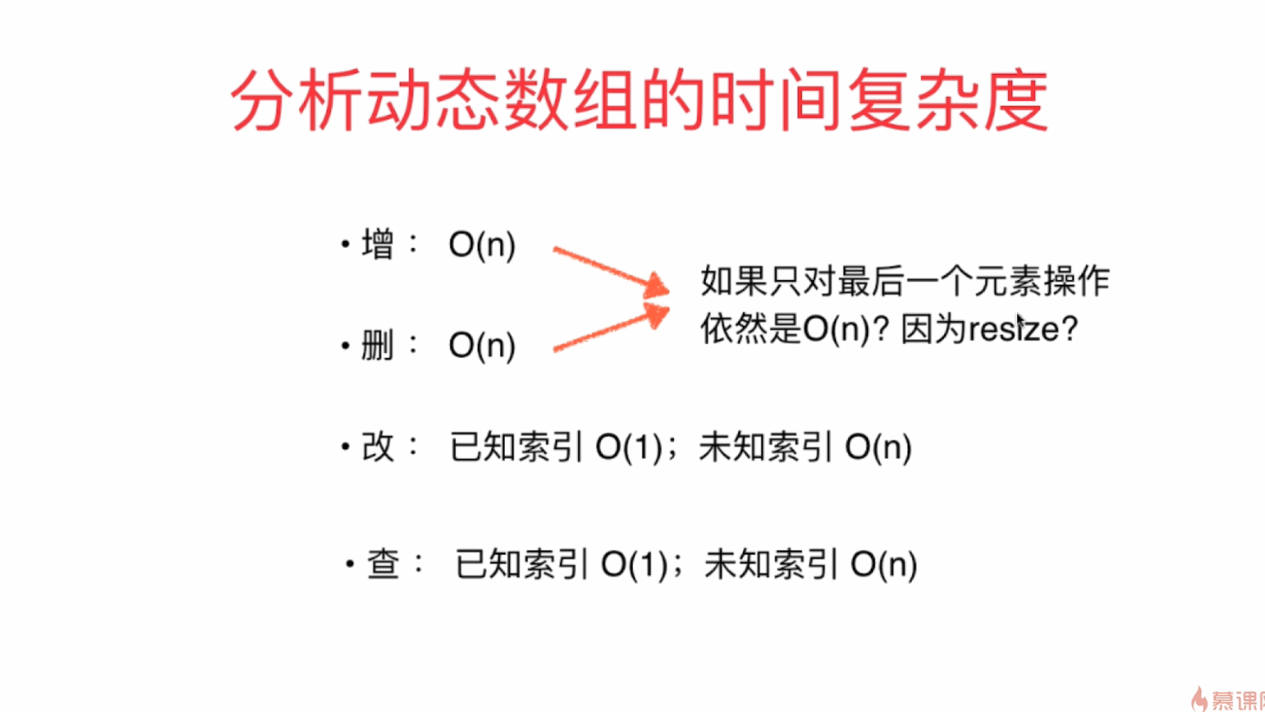 分析动态数组的时间复杂度
• 增： O(n)
如果只对最后一个元素操作
依然是O(n)? 因为resize?
• 删： O(n)
• 改： 已知索引 O(1)；未知索引 O(n)
• 查： 已知索引 O(1)；未知索引 O(n)
慕课网